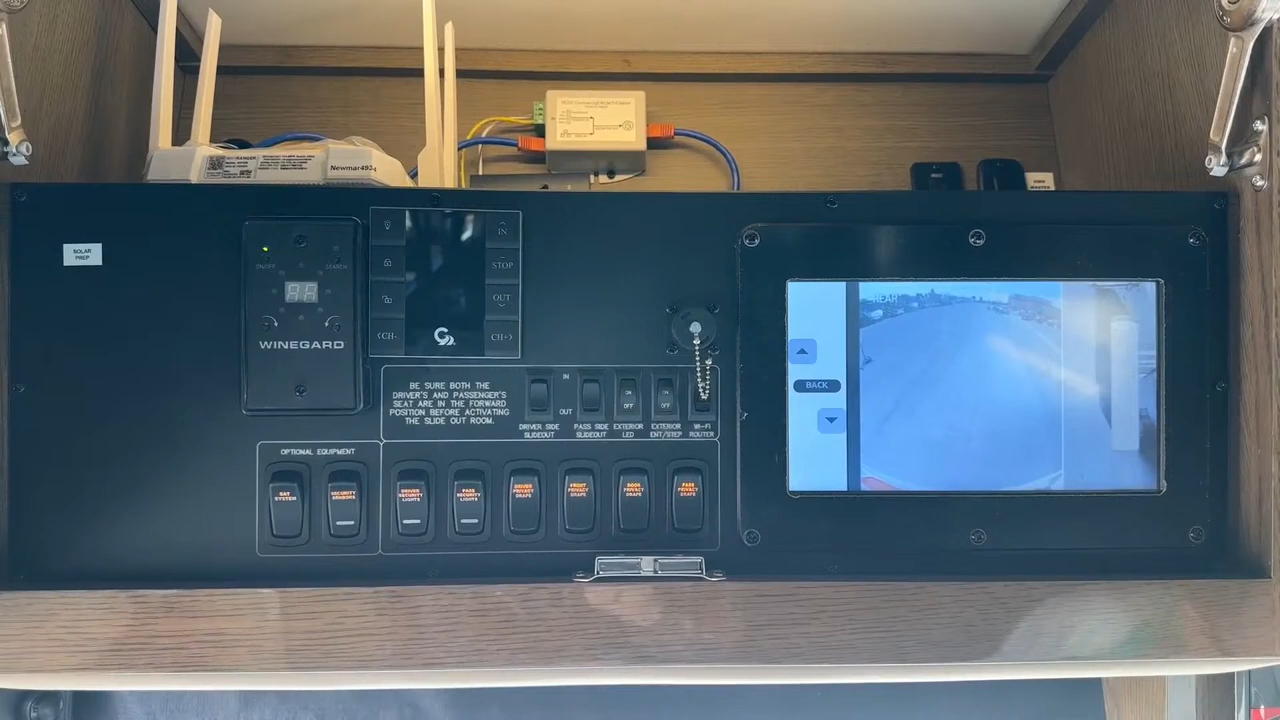 Newmar493
SOLAR
PREP
ON/OFF
SEARCH
WINEGARD
IN
STOP
OUT
<CH-
CH+>
REAR
BACK
BE SURE BOTH THE
DRIVER'S AND PASSENGER'S
SEAT ARE IN THE FORWARD
POSITION BEFORE ACTIVATING
THE SLIDE OUT ROOM.
IN
OUT
ON
OFF
ON
OFF
DRIVER SIDE
SLIDEOUT
PASS SIDE
SLIDEOUT
EXTERIOR
LED
EXTERIOR
ENT/STEP
WI-FI
ROUTER
OPTIONAL EQUIPMENT
SAT
SYSTEM
SECURITY
SENSORS
DRIVER
SECURITY
LIGHTS
PASS
SECURITY
LIGHTS
DRIVER
PRIVACY
DRAPE
FRONT
PRIVACY
DRAPE
DOOR
PRIVACY
DRAPE
PASS
PRIVACY
DRAPE